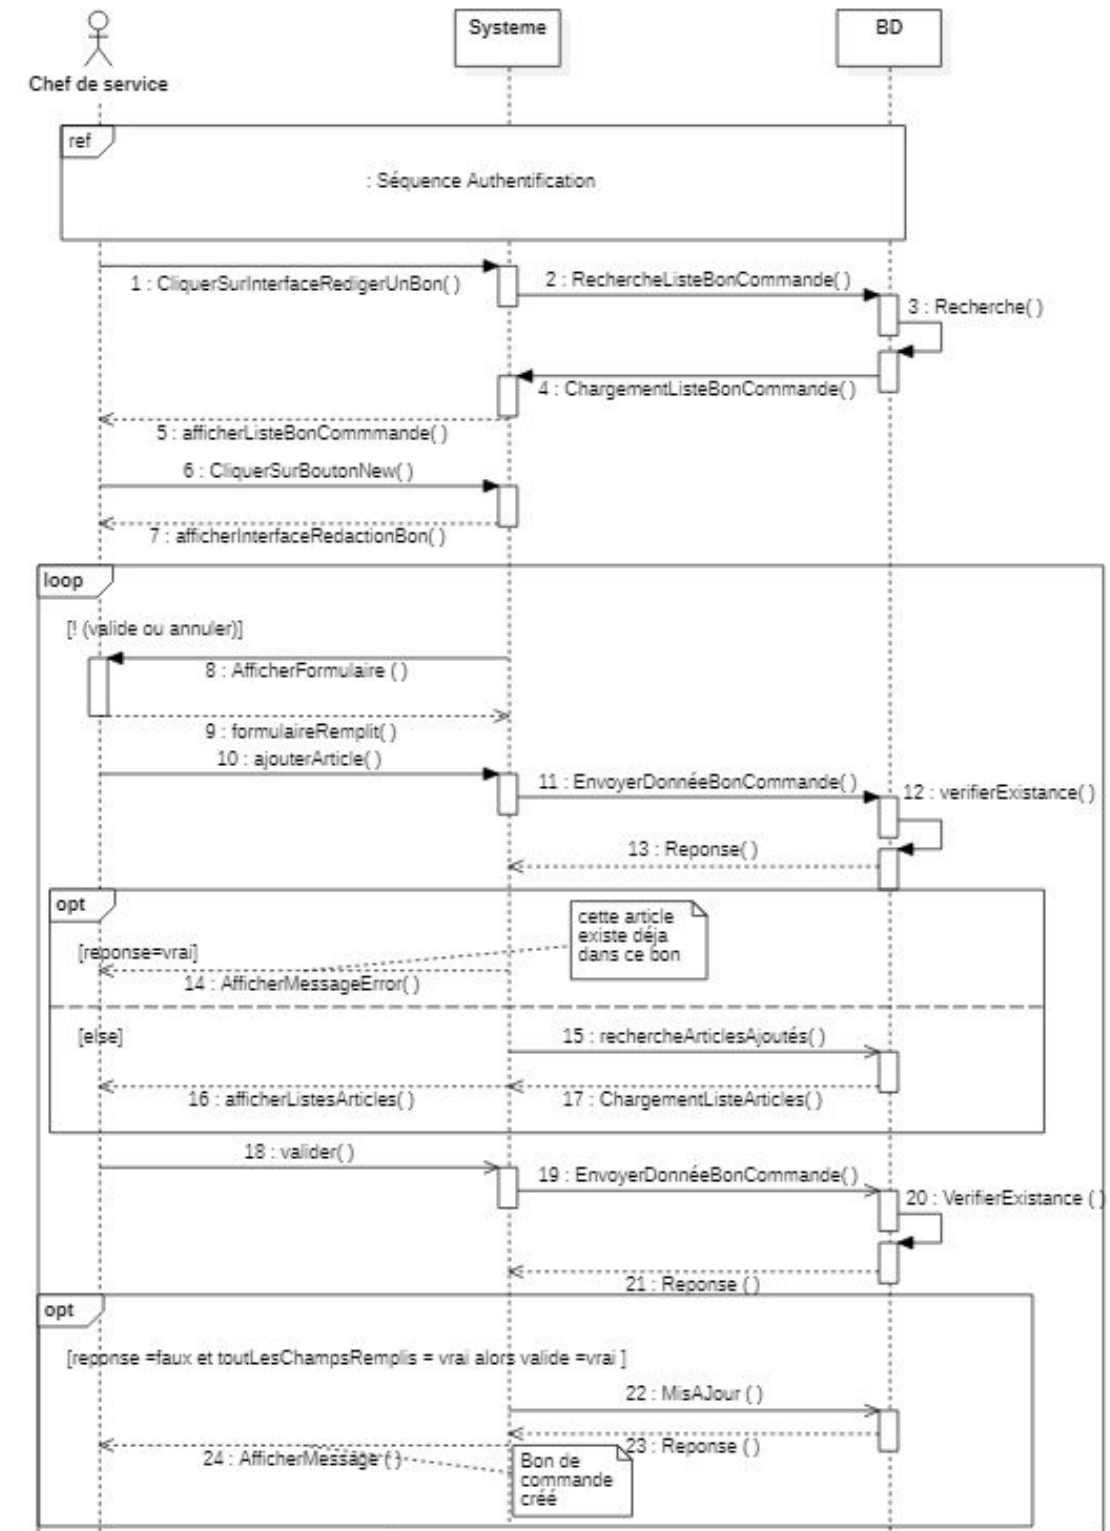 Systeme
BD
Chef de service
ref
: Séquence Authentification
1 : CliquerSurInterfaceRedigerUnBon( )
2 : RechercheListeBonCommande( )
3 : Recherche( )
4 : ChargementListeBonCommande( )
5 : afficherListeBonCommmande( )
6 : CliquerSurBoutonNew( )
7 : afficherInterfaceRedactionBon( )
loop
[! (valide ou annuler)]
8 : AfficherFormulaire ( )
9 : formulaireRemplit( )
10 : ajouterArticle( )
11 : EnvoyerDonnéeBonCommande( )
12 : verifierExistance( )
13 : Reponse( )
opt
cette article
existe déja
dans ce bon
[reponse=vrai]
14 : AfficherMessageError( )
[else]
15 : rechercheArticlesAjoutés( )
16 : afficherListesArticles( )
17 : ChargementListeArticles( )
18 : valider( )
19 : EnvoyerDonnéeBonCommande( )
20 : VerifierExistance ( )
21 : Reponse ( )
opt
[reponse =faux et toutLesChampsRemplis = vrai alors valide =vrai ]
22 : MisAJour ( )
23 : Reponse ( )
24 : AfficherMessage ( )
Bon de
commande
créé